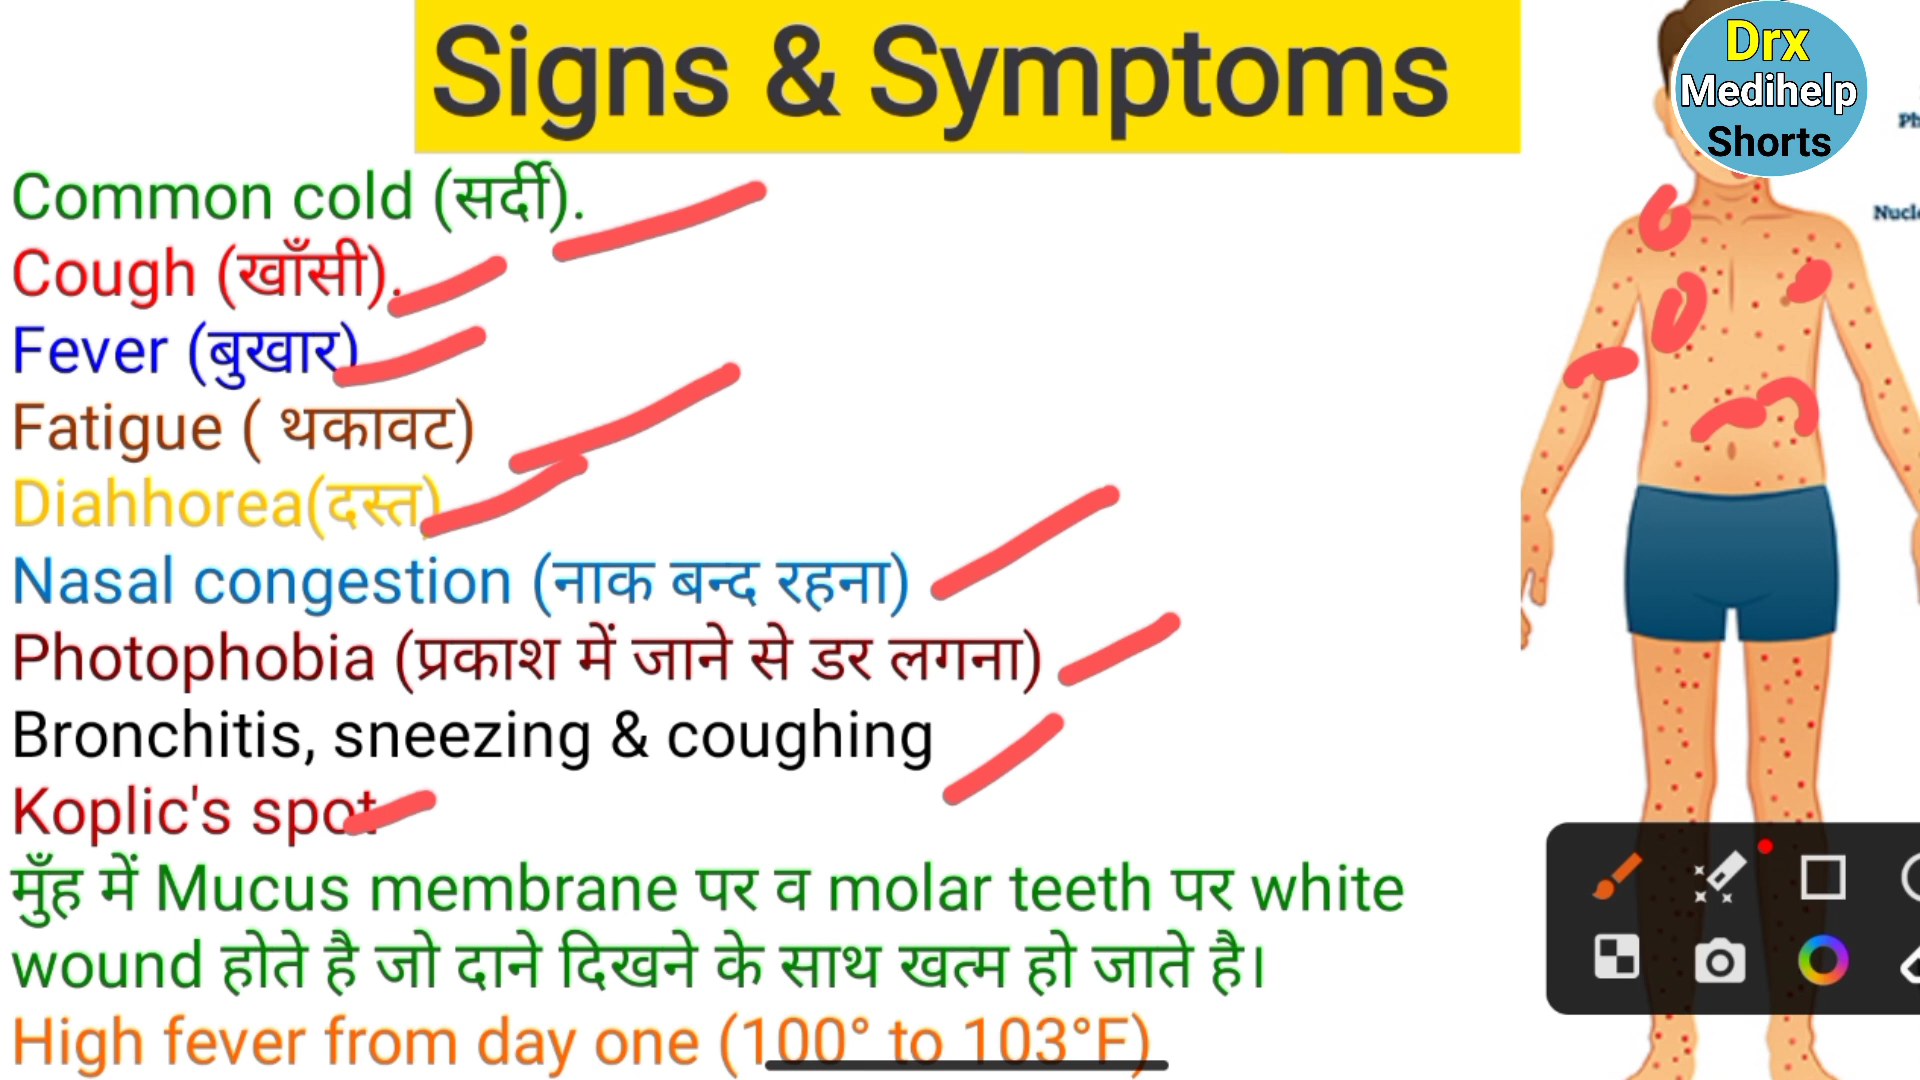 Signs & Symptoms
Drx
Medihelp
Shorts
Common cold (सर्दी).
Cough (खाँसी).
Fever (बुखार)
Fatigue ( थकावट)
Diahhorea(दस्त)
Nasal congestion (नाक बन्द रहना)
Photophobia (प्रकाश में जाने से डर लगना)
Bronchitis, sneezing & coughing
Koplic's spot
मुँह में Mucus membrane पर व molar teeth पर white
wound होते है जो दाने दिखने के साथ खत्म हो जाते है।
High fever from day one (100° to 103°F)